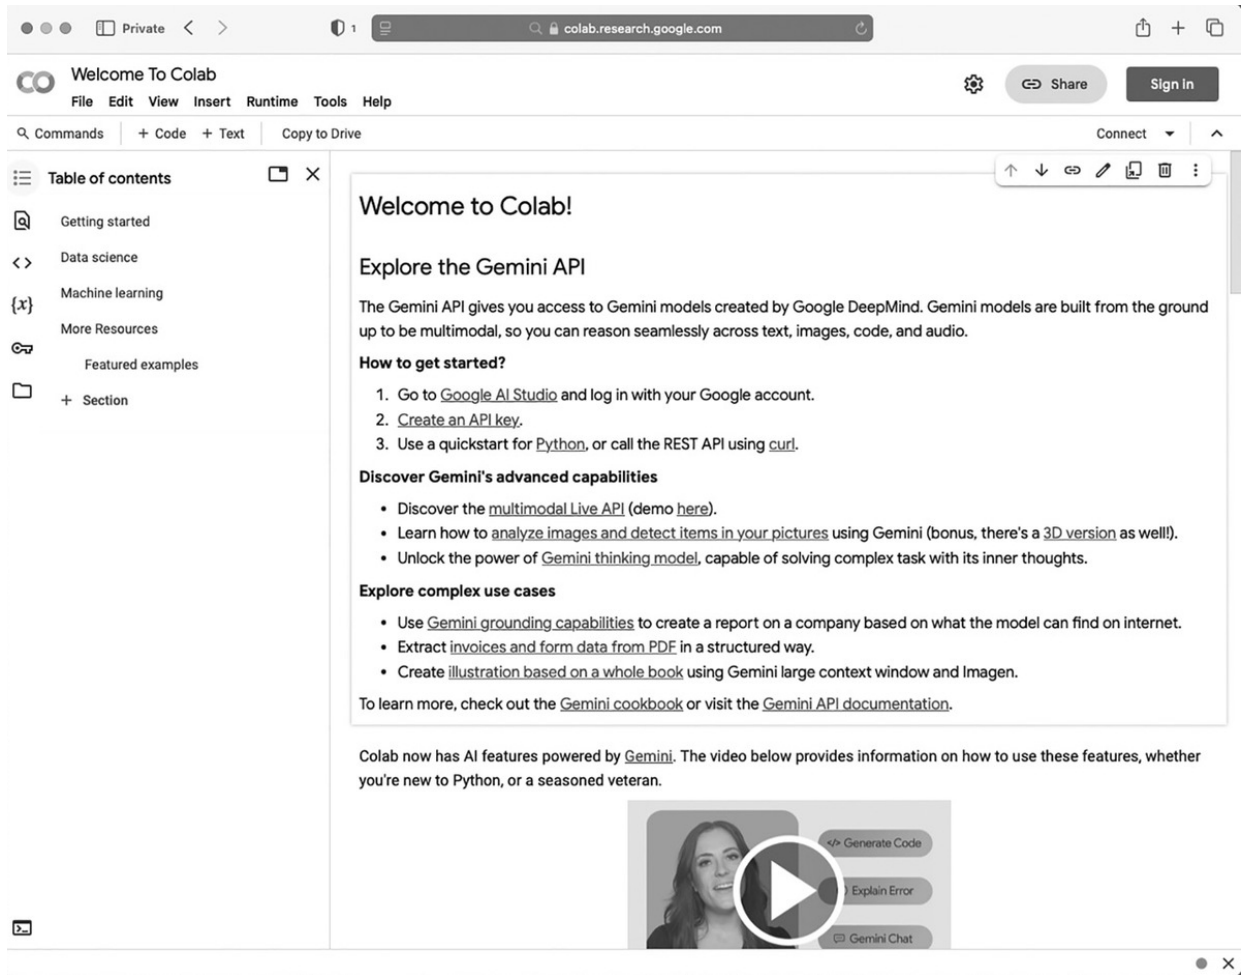 Private
1
colab.research.google.com
CO
Welcome To Colab
File Edit View Insert Runtime Tools Help
Share
Sign in
Commands
+ Code + Text
Copy to Drive
Connect
Table of contents
Getting started
Data science
{x}
Machine learning
More Resources
Featured examples
+ Section
Welcome to Colab!
Explore the Gemini API
The Gemini API gives you access to Gemini models created by Google DeepMind. Gemini models are built from the ground
up to be multimodal, so you can reason seamlessly across text, images, code, and audio.
How to get started?
1. Go to Google AI Studio and log in with your Google account.
2. Create an API key.
3. Use a quickstart for Python, or call the REST API using curl.
Discover Gemini's advanced capabilities
• Discover the multimodal Live API (demo here).
• Learn how to analyze images and detect items in your pictures using Gemini (bonus, there's a 3D version as well!).
• Unlock the power of Gemini thinking model, capable of solving complex task with its inner thoughts.
Explore complex use cases
• Use Gemini grounding capabilities to create a report on a company based on what the model can find on internet.
• Extract invoices and form data from PDF in a structured way.
• Create illustration based on a whole book using Gemini large context window and Imagen.
To learn more, check out the Gemini cookbook or visit the Gemini API documentation.
Colab now has AI features powered by Gemini. The video below provides information on how to use these features, whether
you're new to Python, or a seasoned veteran.
</> Generate Code
Explain Error
Gemini Chat